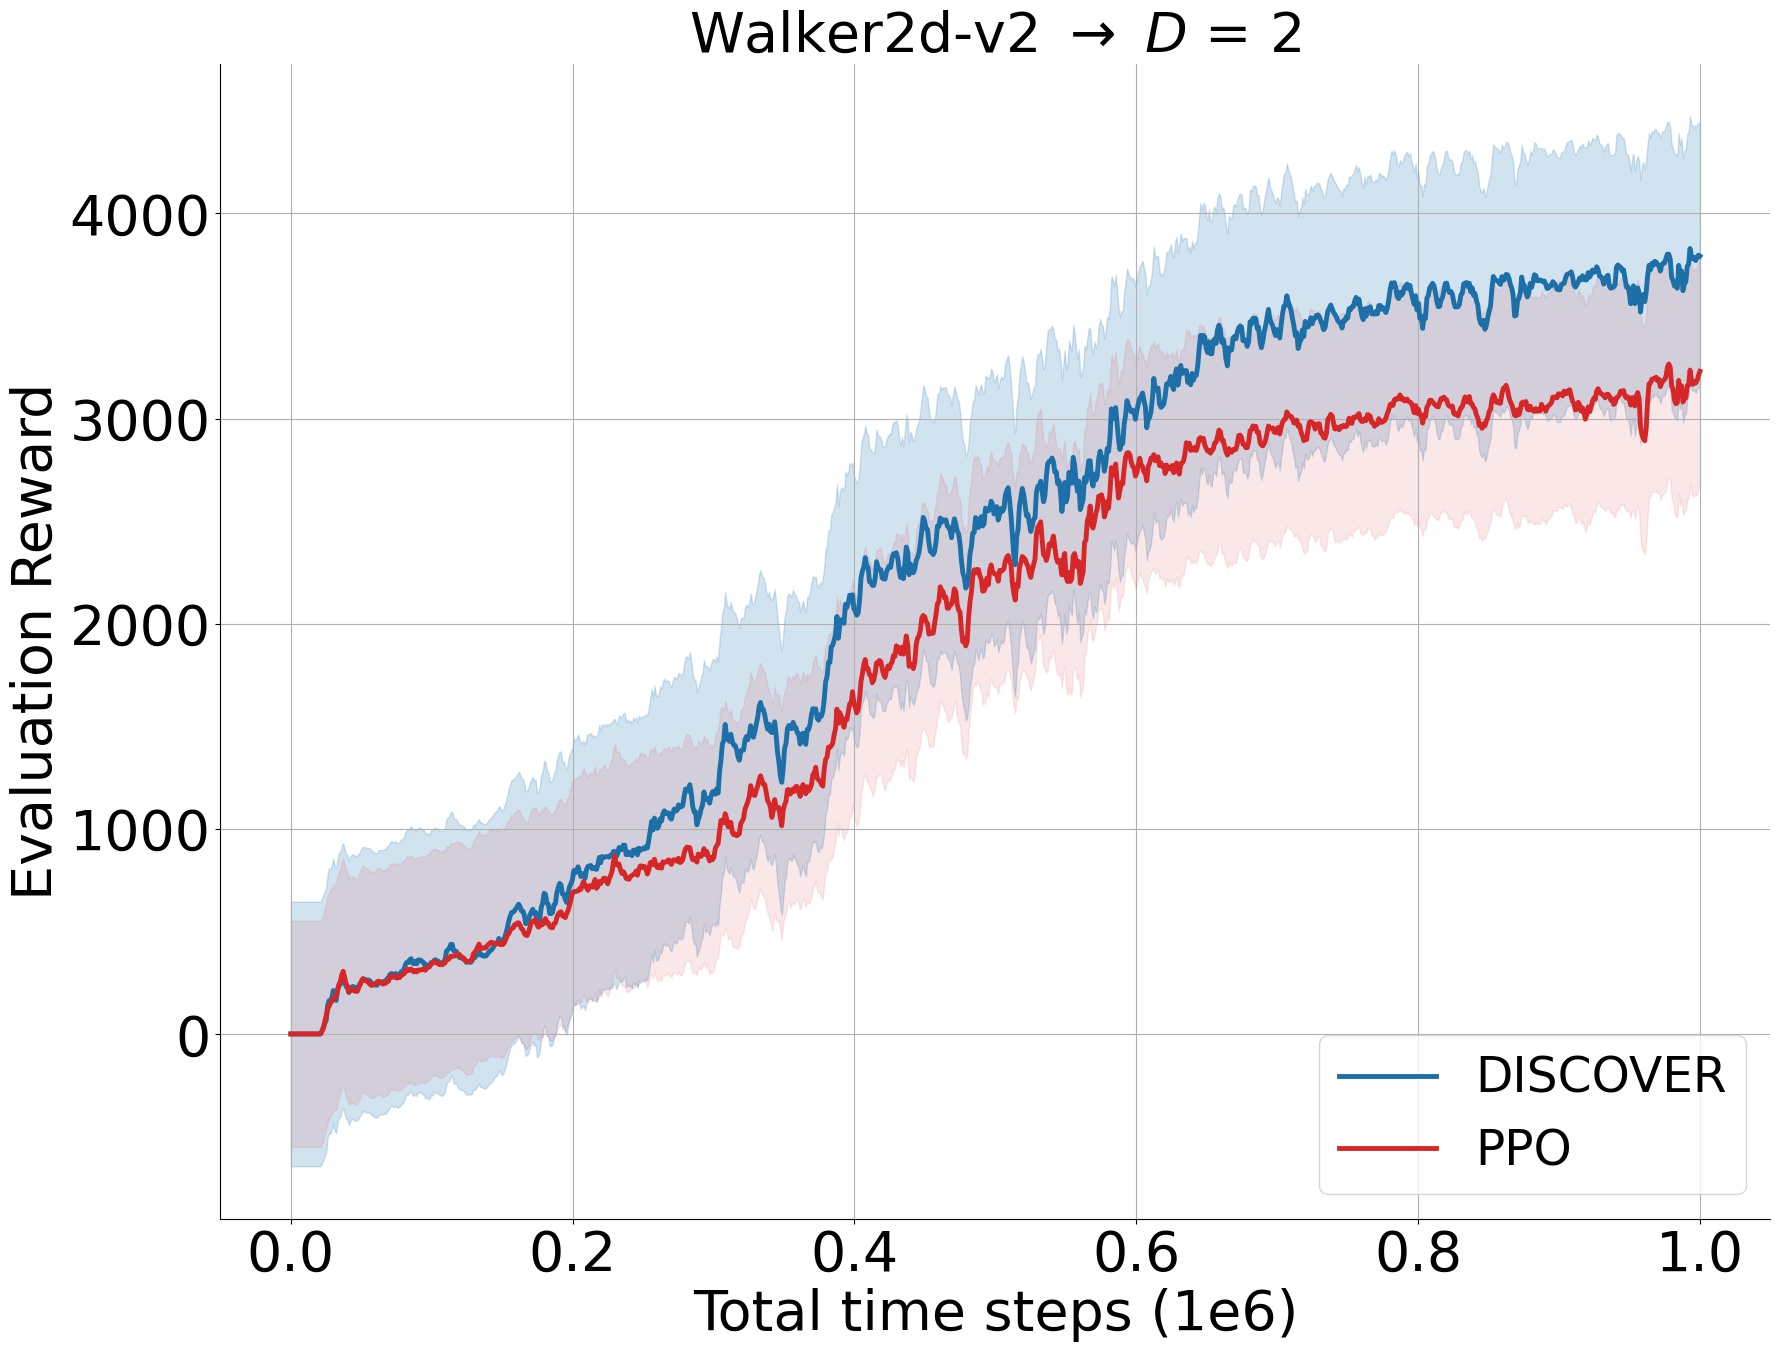 Walker2d-v2 → D = 2
Evaluation Reward
4000
3000
2000
1000
0
0.0 0.2 0.4 0.6 0.8 1.0
Total time steps (1e6)
DISCOVER
PPO